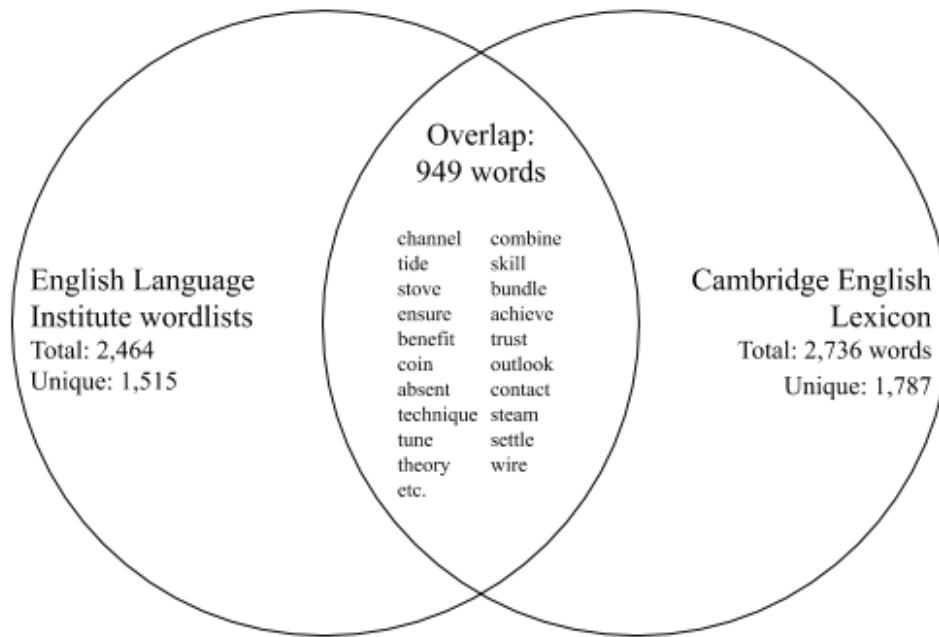 Overlap:
949 words
channel combine
tide skill
stove bundle
ensure achieve
benefit trust
coin outlook
absent contact
technique steam
tune settle
theory wire
etc.
English Language
Institute wordlists
Total: 2,464
Unique: 1,515
Cambridge English
Lexicon
Total: 2,736 words
Unique: 1,787